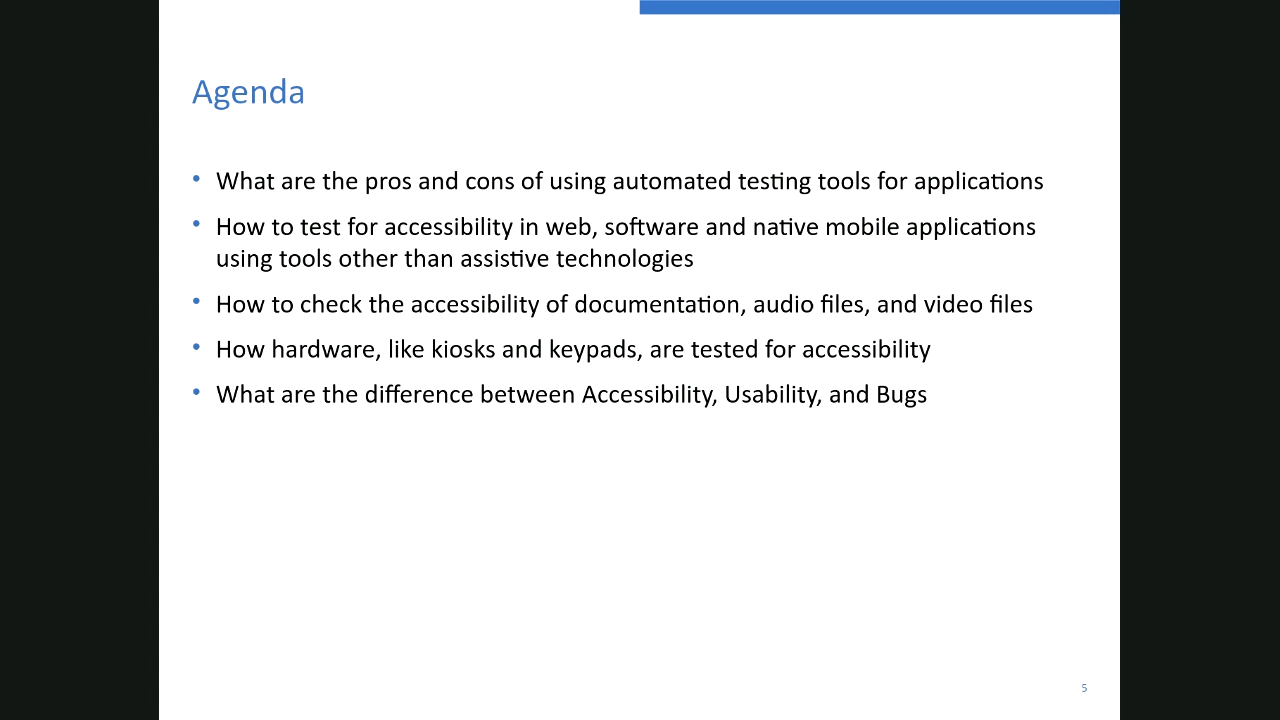 Agenda
• What are the pros and cons of using automated testing tools for applications
• How to test for accessibility in web, software and native mobile applications
using tools other than assistive technologies
• How to check the accessibility of documentation, audio files, and video files
• How hardware, like kiosks and keypads, are tested for accessibility
• What are the difference between Accessibility, Usability, and Bugs
5